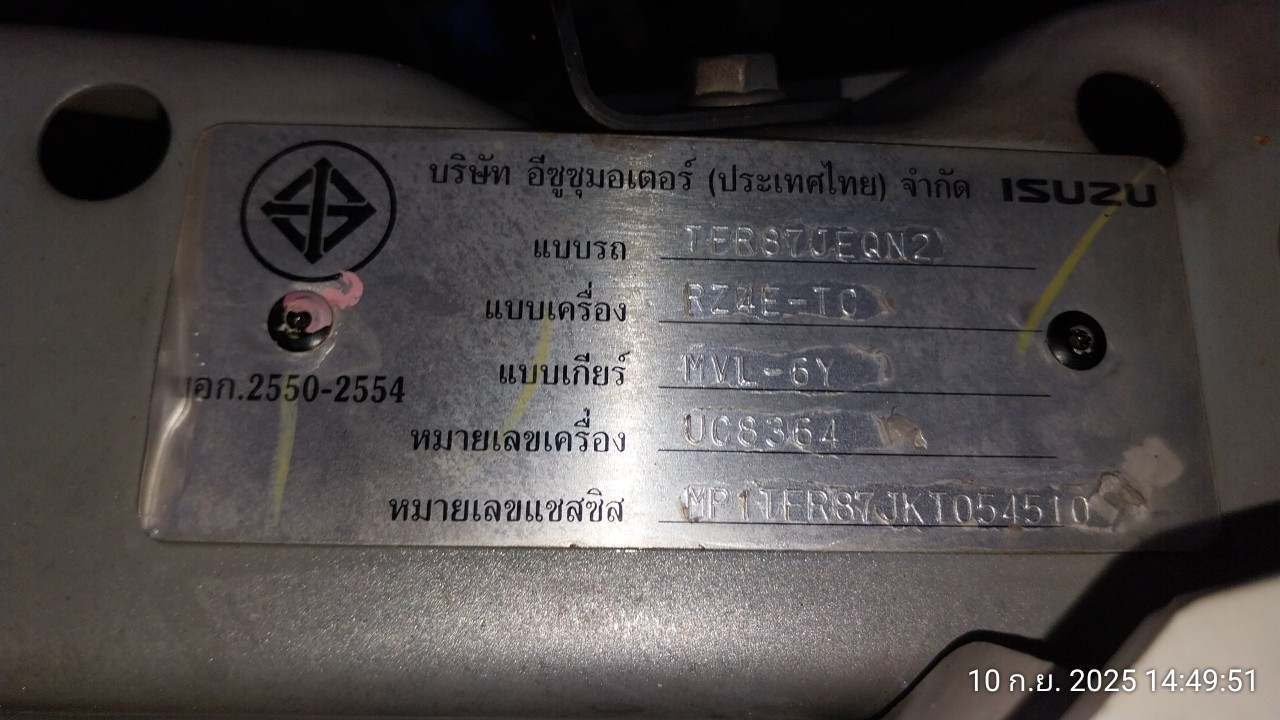 บริษัท อีซูซุมอเตอร์ (ประเทศไทย) จำกัด ISUZU
แบบรถ TFR87JEQN2
แบบเครื่อง RZ4E-TC
แบบเกียร์ MVL-6Y
มอก.2550-2554
หมายเลขเครื่อง UC8364
หมายเลขแชสซิส MP1TFR87JKT054510
10 ก.ย. 2025 14:49:51